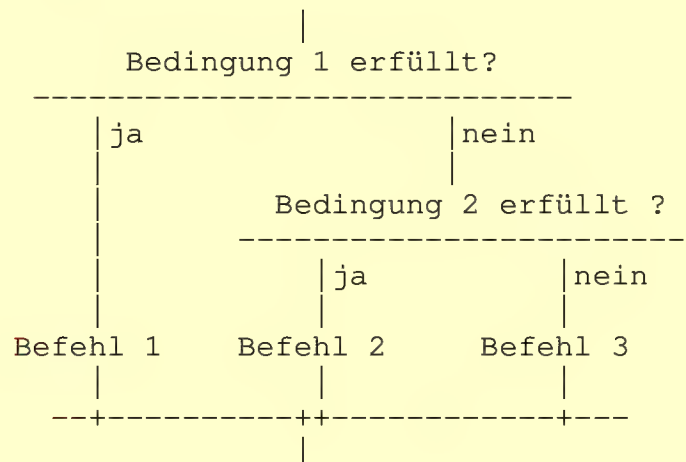 Bedingung 1 erfüllt?
ja nein
Bedingung 2 erfüllt ?
ja nein
Befehl 1 Befehl 2 Befehl 3